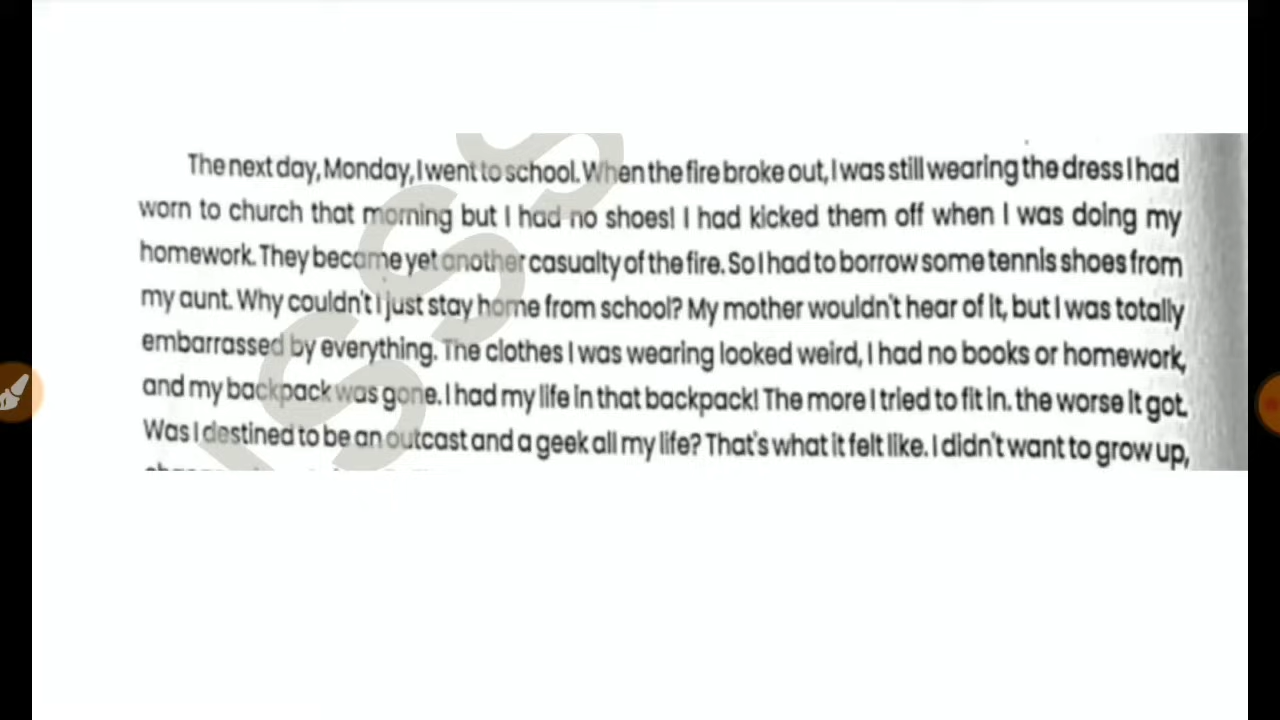 The next day, Monday, I went to school. When the fire broke out, I was still wearing the dress I had
worn to church that morning but I had no shoes! I had kicked them off when I was doing my
homework. They became yet another casualty of the fire. So I had to borrow some tennis shoes from
my aunt. Why couldn't I just stay home from school? My mother wouldn't hear of it, but I was totally
embarrassed by everything. The clothes I was wearing looked weird, I had no books or homework,
and my backpack was gone. I had my life in that backpack! The more I tried to fit in. the worse it got.
Was I destined to be an outcast and a geek all my life? That's what it felt like. I didn't want to grow up,